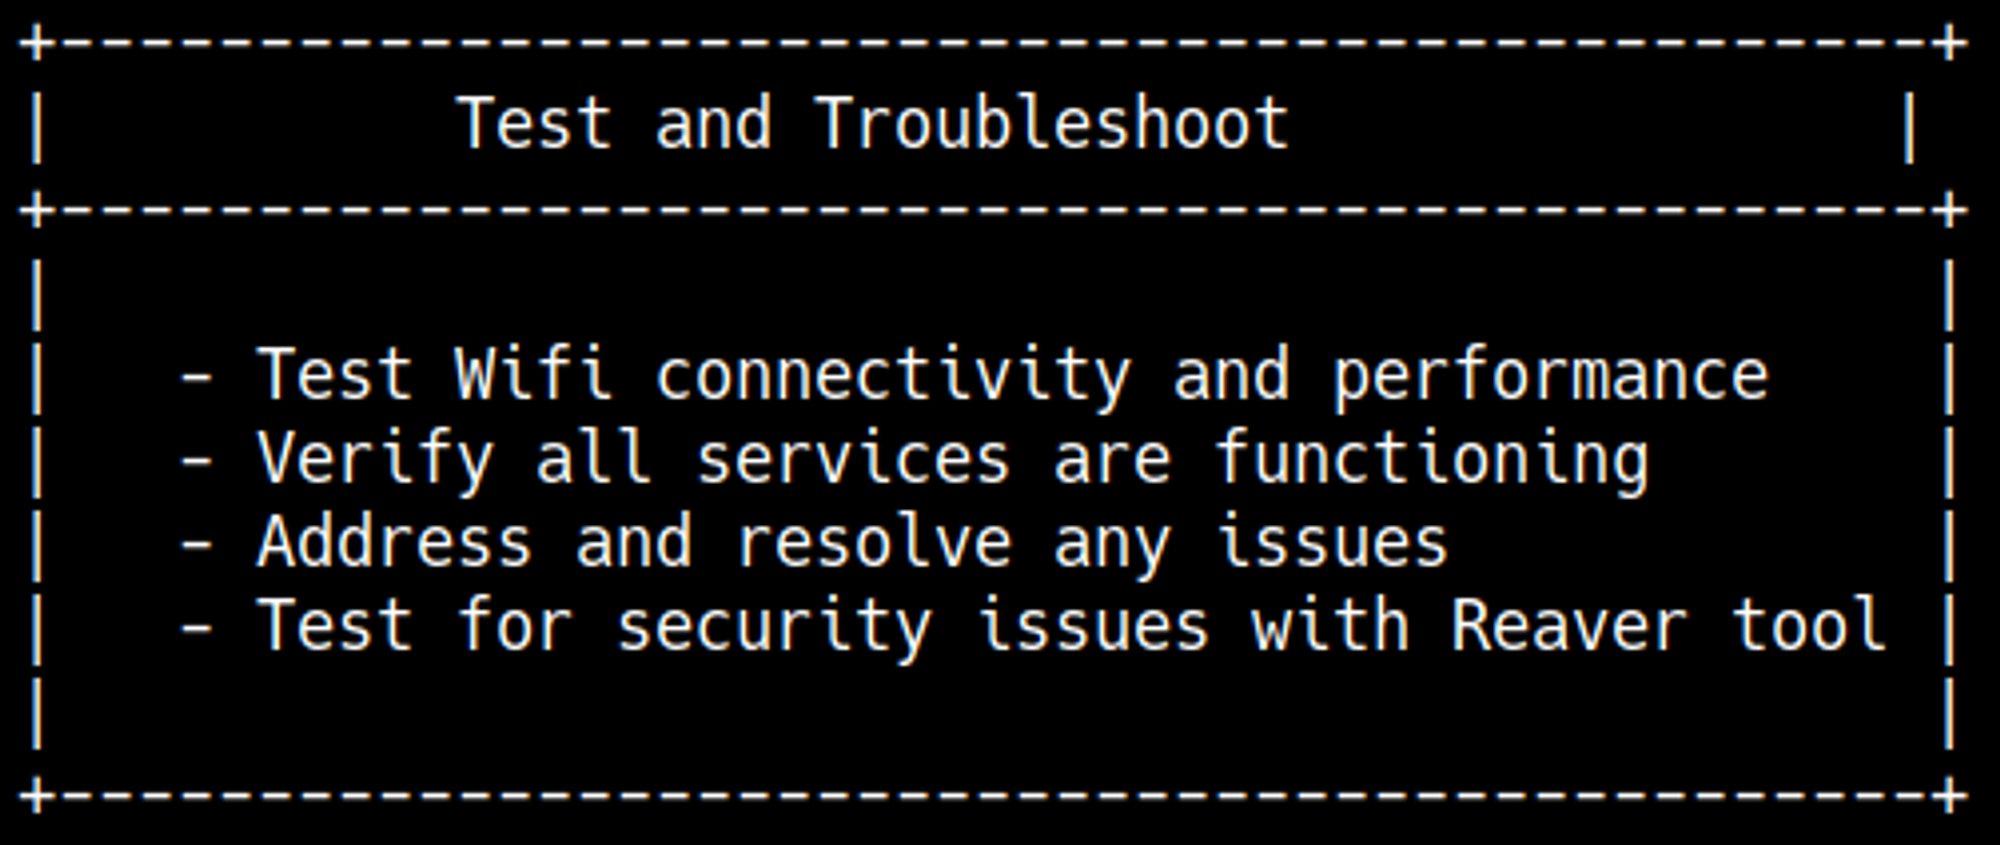 +-----------------------------------------------+
|          Test and Troubleshoot               |
+-----------------------------------------------+
|                                               |
|   - Test Wifi connectivity and performance    |
|   - Verify all services are functioning       |
|   - Address and resolve any issues            |
|   - Test for security issues with Reaver tool |
|                                               |
+-----------------------------------------------+